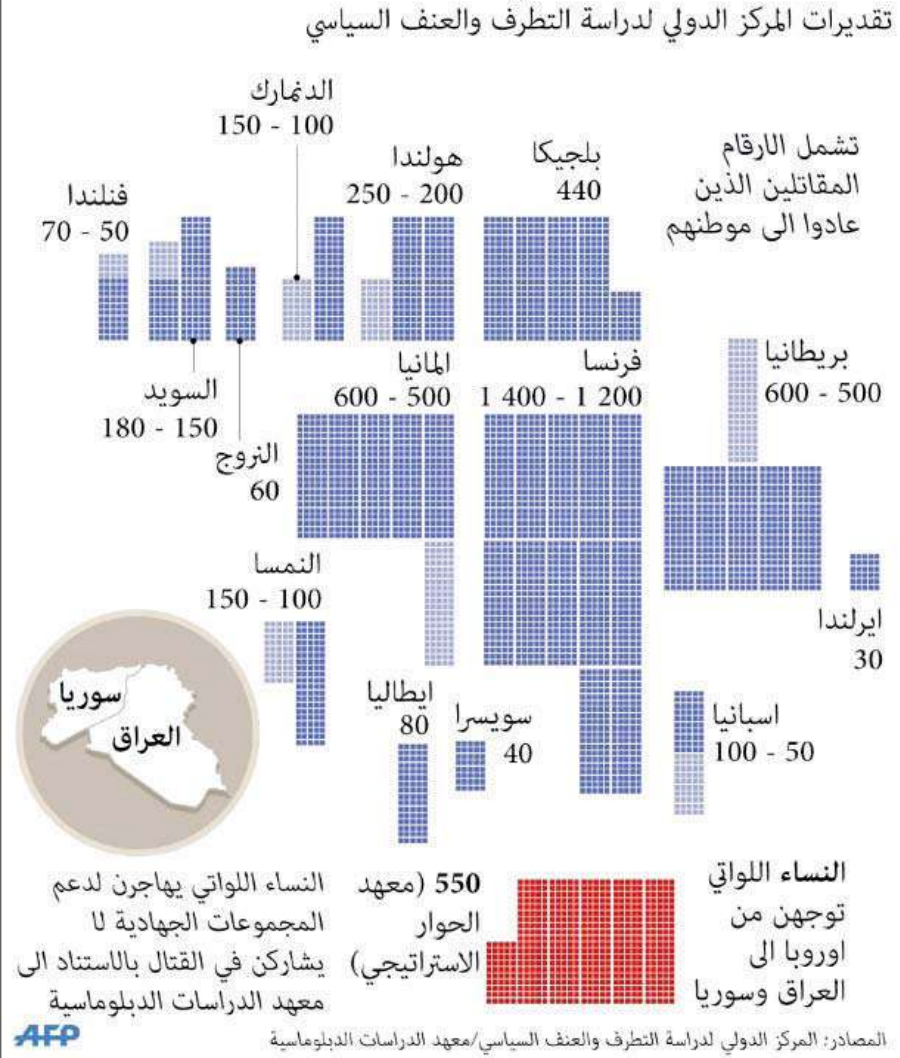 تقديرات المركز الدولي لدراسة التطرف والعنف السياسي
تشمل الارقام
المقاتلين الذين
عادوا الى موطنهم
بلجيكا
440
هولندا
250 - 200
الدنمارك
150 - 100
فنلندا
70 - 50
السويد
180 - 150
النروج
60
بريطانيا
600 - 500
فرنسا
1 400 - 1 200
المانيا
600 - 500
ايرلندا
30
النمسا
150 - 100
اسبانيا
100 - 50
سويسرا
40
ايطاليا
80
سوريا
العراق
النساء اللواتي
توجهن من
اوروبا الى
العراق وسوريا
550 (معهد
الحوار
الاستراتيجي)
النساء اللواتي يهاجرن لدعم
المجموعات الجهادية لا
يشاركن في القتال بالاستناد الى
معهد الدراسات الدبلوماسية
المصادر: المركز الدولي لدراسة التطرف والعنف السياسي/معهد الدراسات الدبلوماسية
AFP